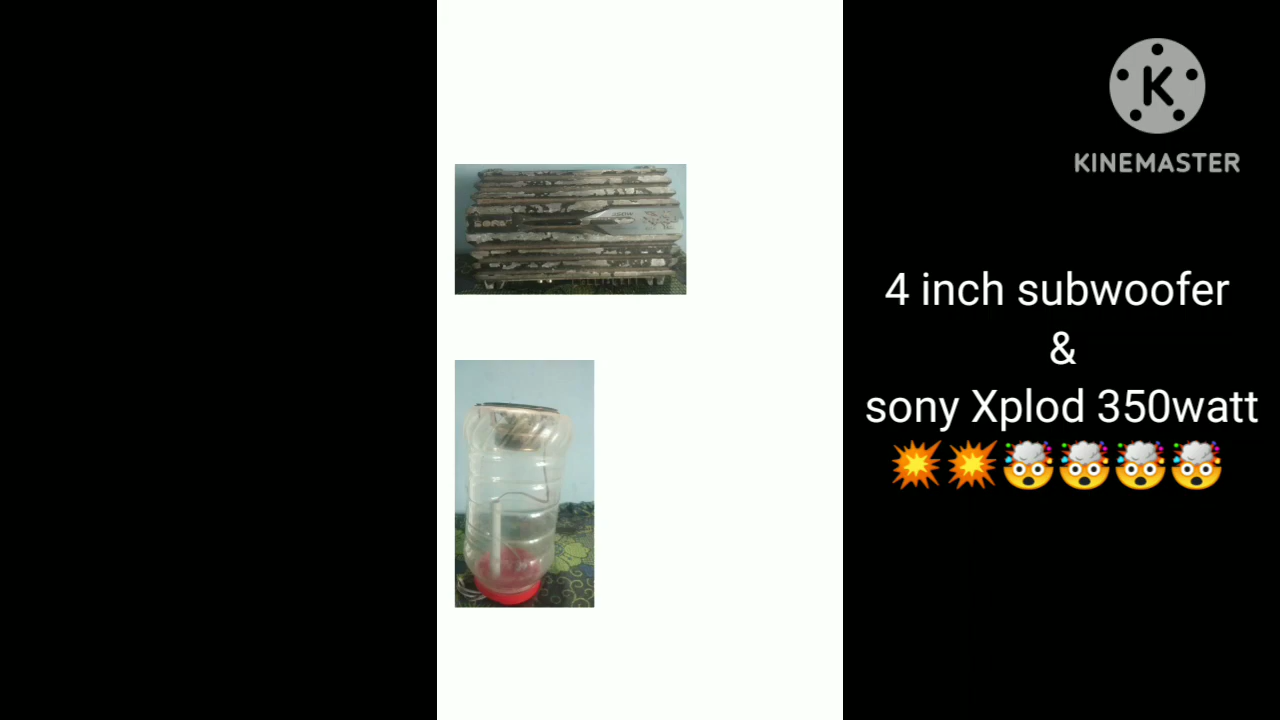 KINEMASTER
4 inch subwoofer
&
sony Xplod 350watt
💥💥🤯🤯🤯🤯